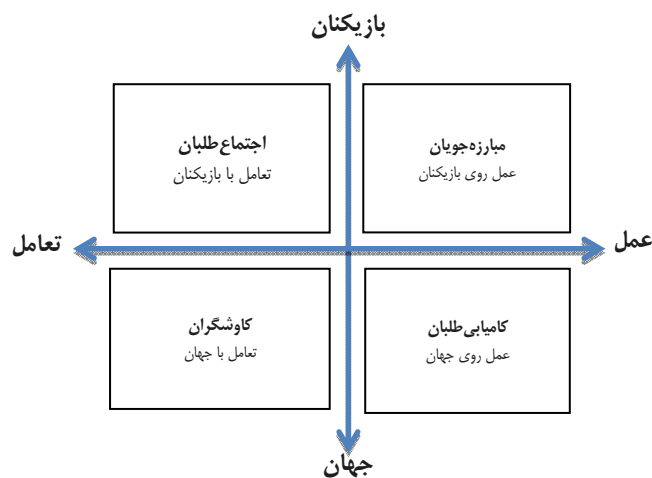 بازیکنان
مبارزه‌جویان
عمل روی بازیکنان
اجتماع‌طلبان
تعامل با بازیکنان
عمل
تعامل
کامیابی‌طلبان
عمل روی جهان
کاوشگران
تعامل با جهان
جهان